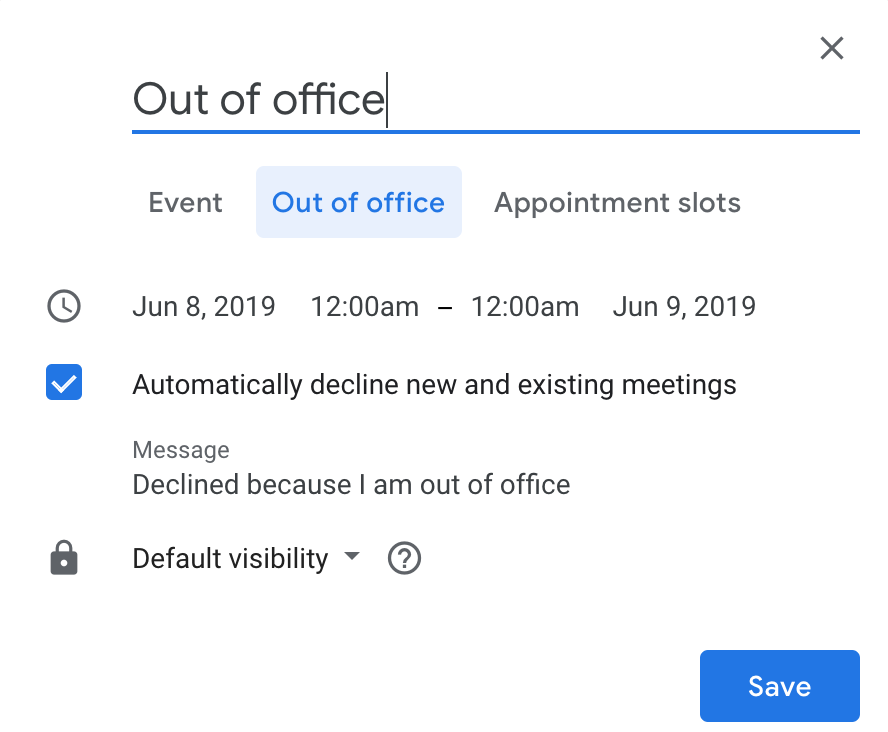 Out of office
Event Out of office Appointment slots
Jun 8, 2019 12:00am – 12:00am Jun 9, 2019
Automatically decline new and existing meetings
Message
Declined because I am out of office
Default visibility
Save